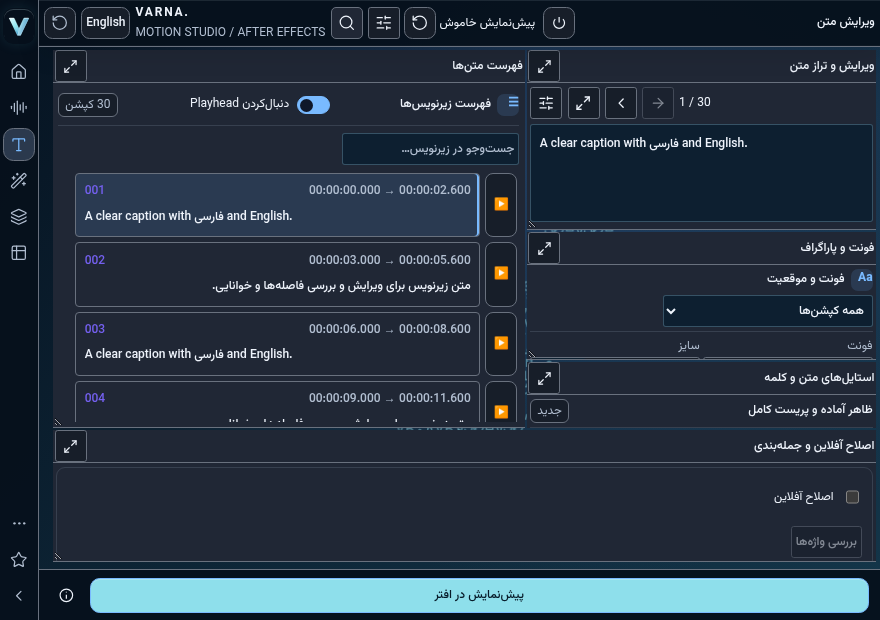 ویرایش متن
پیش‌نمایش خاموش
VARNA.
MOTION STUDIO / AFTER EFFECTS
English
ویرایش و تراز متن
1 / 30
A clear caption with فارسی and English.
فونت و پاراگراف
Aa
فونت و موقعیت
همه کپشن‌ها
فونت
سایز
استایل‌های متن و کلمه
ظاهر آماده و پریست کامل
جدید
فهرست متن‌ها
فهرست زیرنویس‌ها
دنبال‌کردن Playhead
30 کپشن
جست‌وجو در زیرنویس...
001
00:00:00.000 → 00:00:02.600
A clear caption with فارسی and English.
002
00:00:03.000 → 00:00:05.600
متن زیرنویس برای ویرایش و بررسی فاصله‌ها و خوانایی.
003
00:00:06.000 → 00:00:08.600
A clear caption with فارسی and English.
004
00:00:09.000 → 00:00:11.600
اصلاح آفلاین و جمله‌بندی
اصلاح آفلاین
بررسی واژه‌ها
پیش‌نمایش در افتر